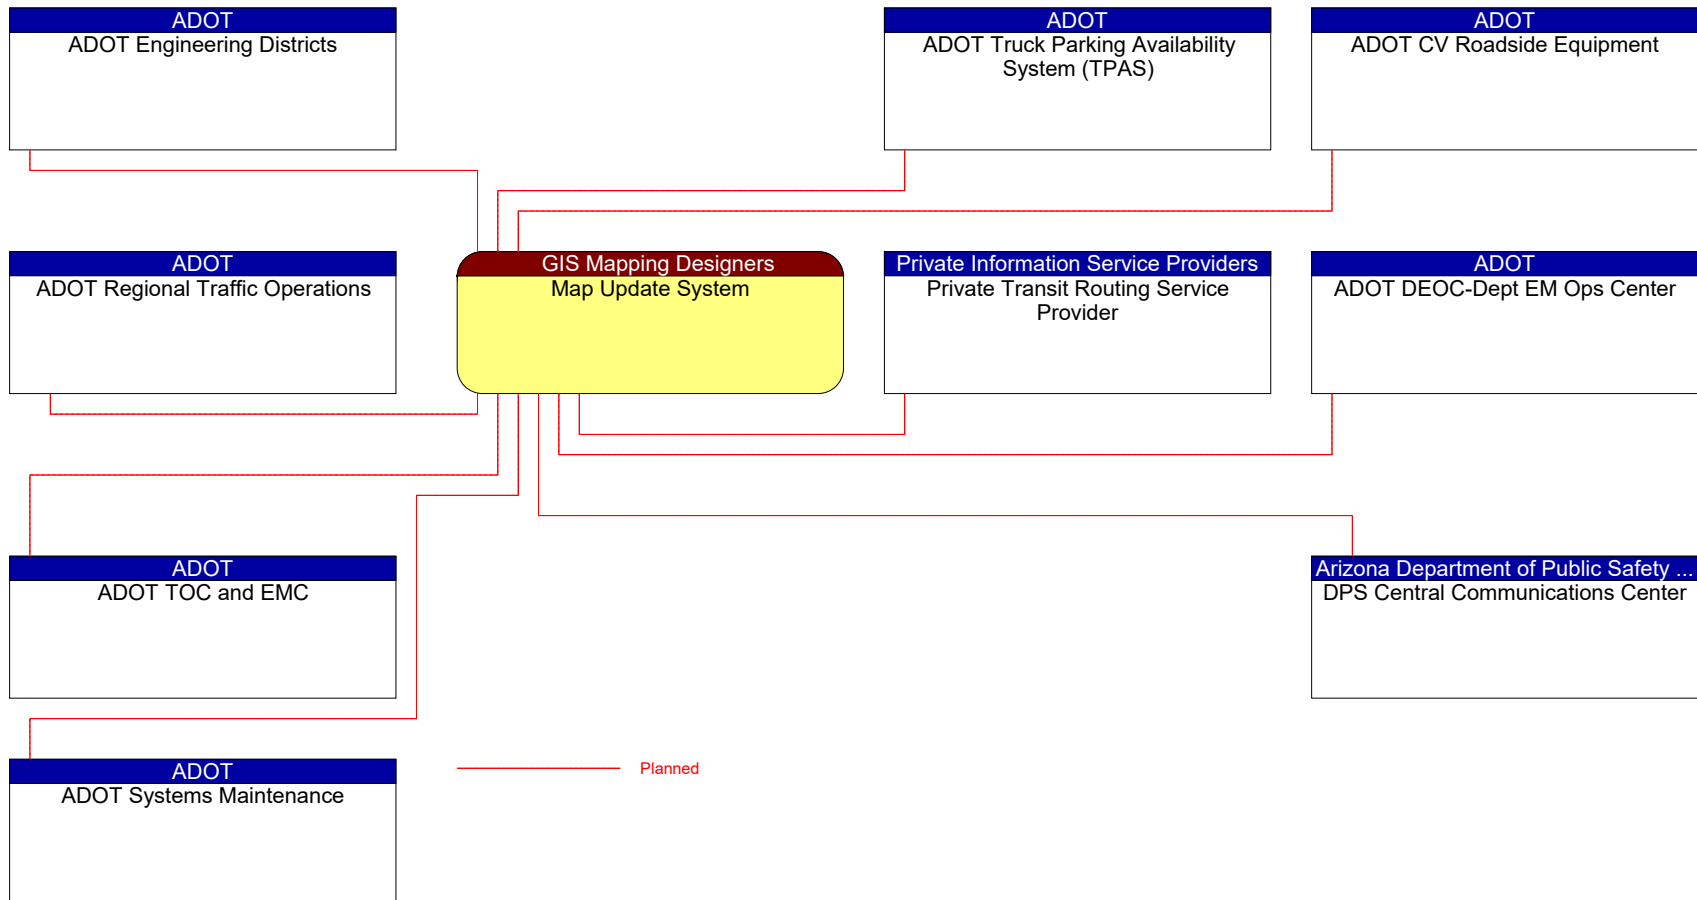 ADOT
ADOT Engineering Districts
ADOT
ADOT Truck Parking Availability
System (TPAS)
ADOT
ADOT CV Roadside Equipment
ADOT
ADOT Regional Traffic Operations
GIS Mapping Designers
Map Update System
Private Information Service Providers
Private Transit Routing Service
Provider
ADOT
ADOT DEOC-Dept EM Ops Center
ADOT
ADOT TOC and EMC
Arizona Department of Public Safety ...
DPS Central Communications Center
ADOT
ADOT Systems Maintenance
Planned